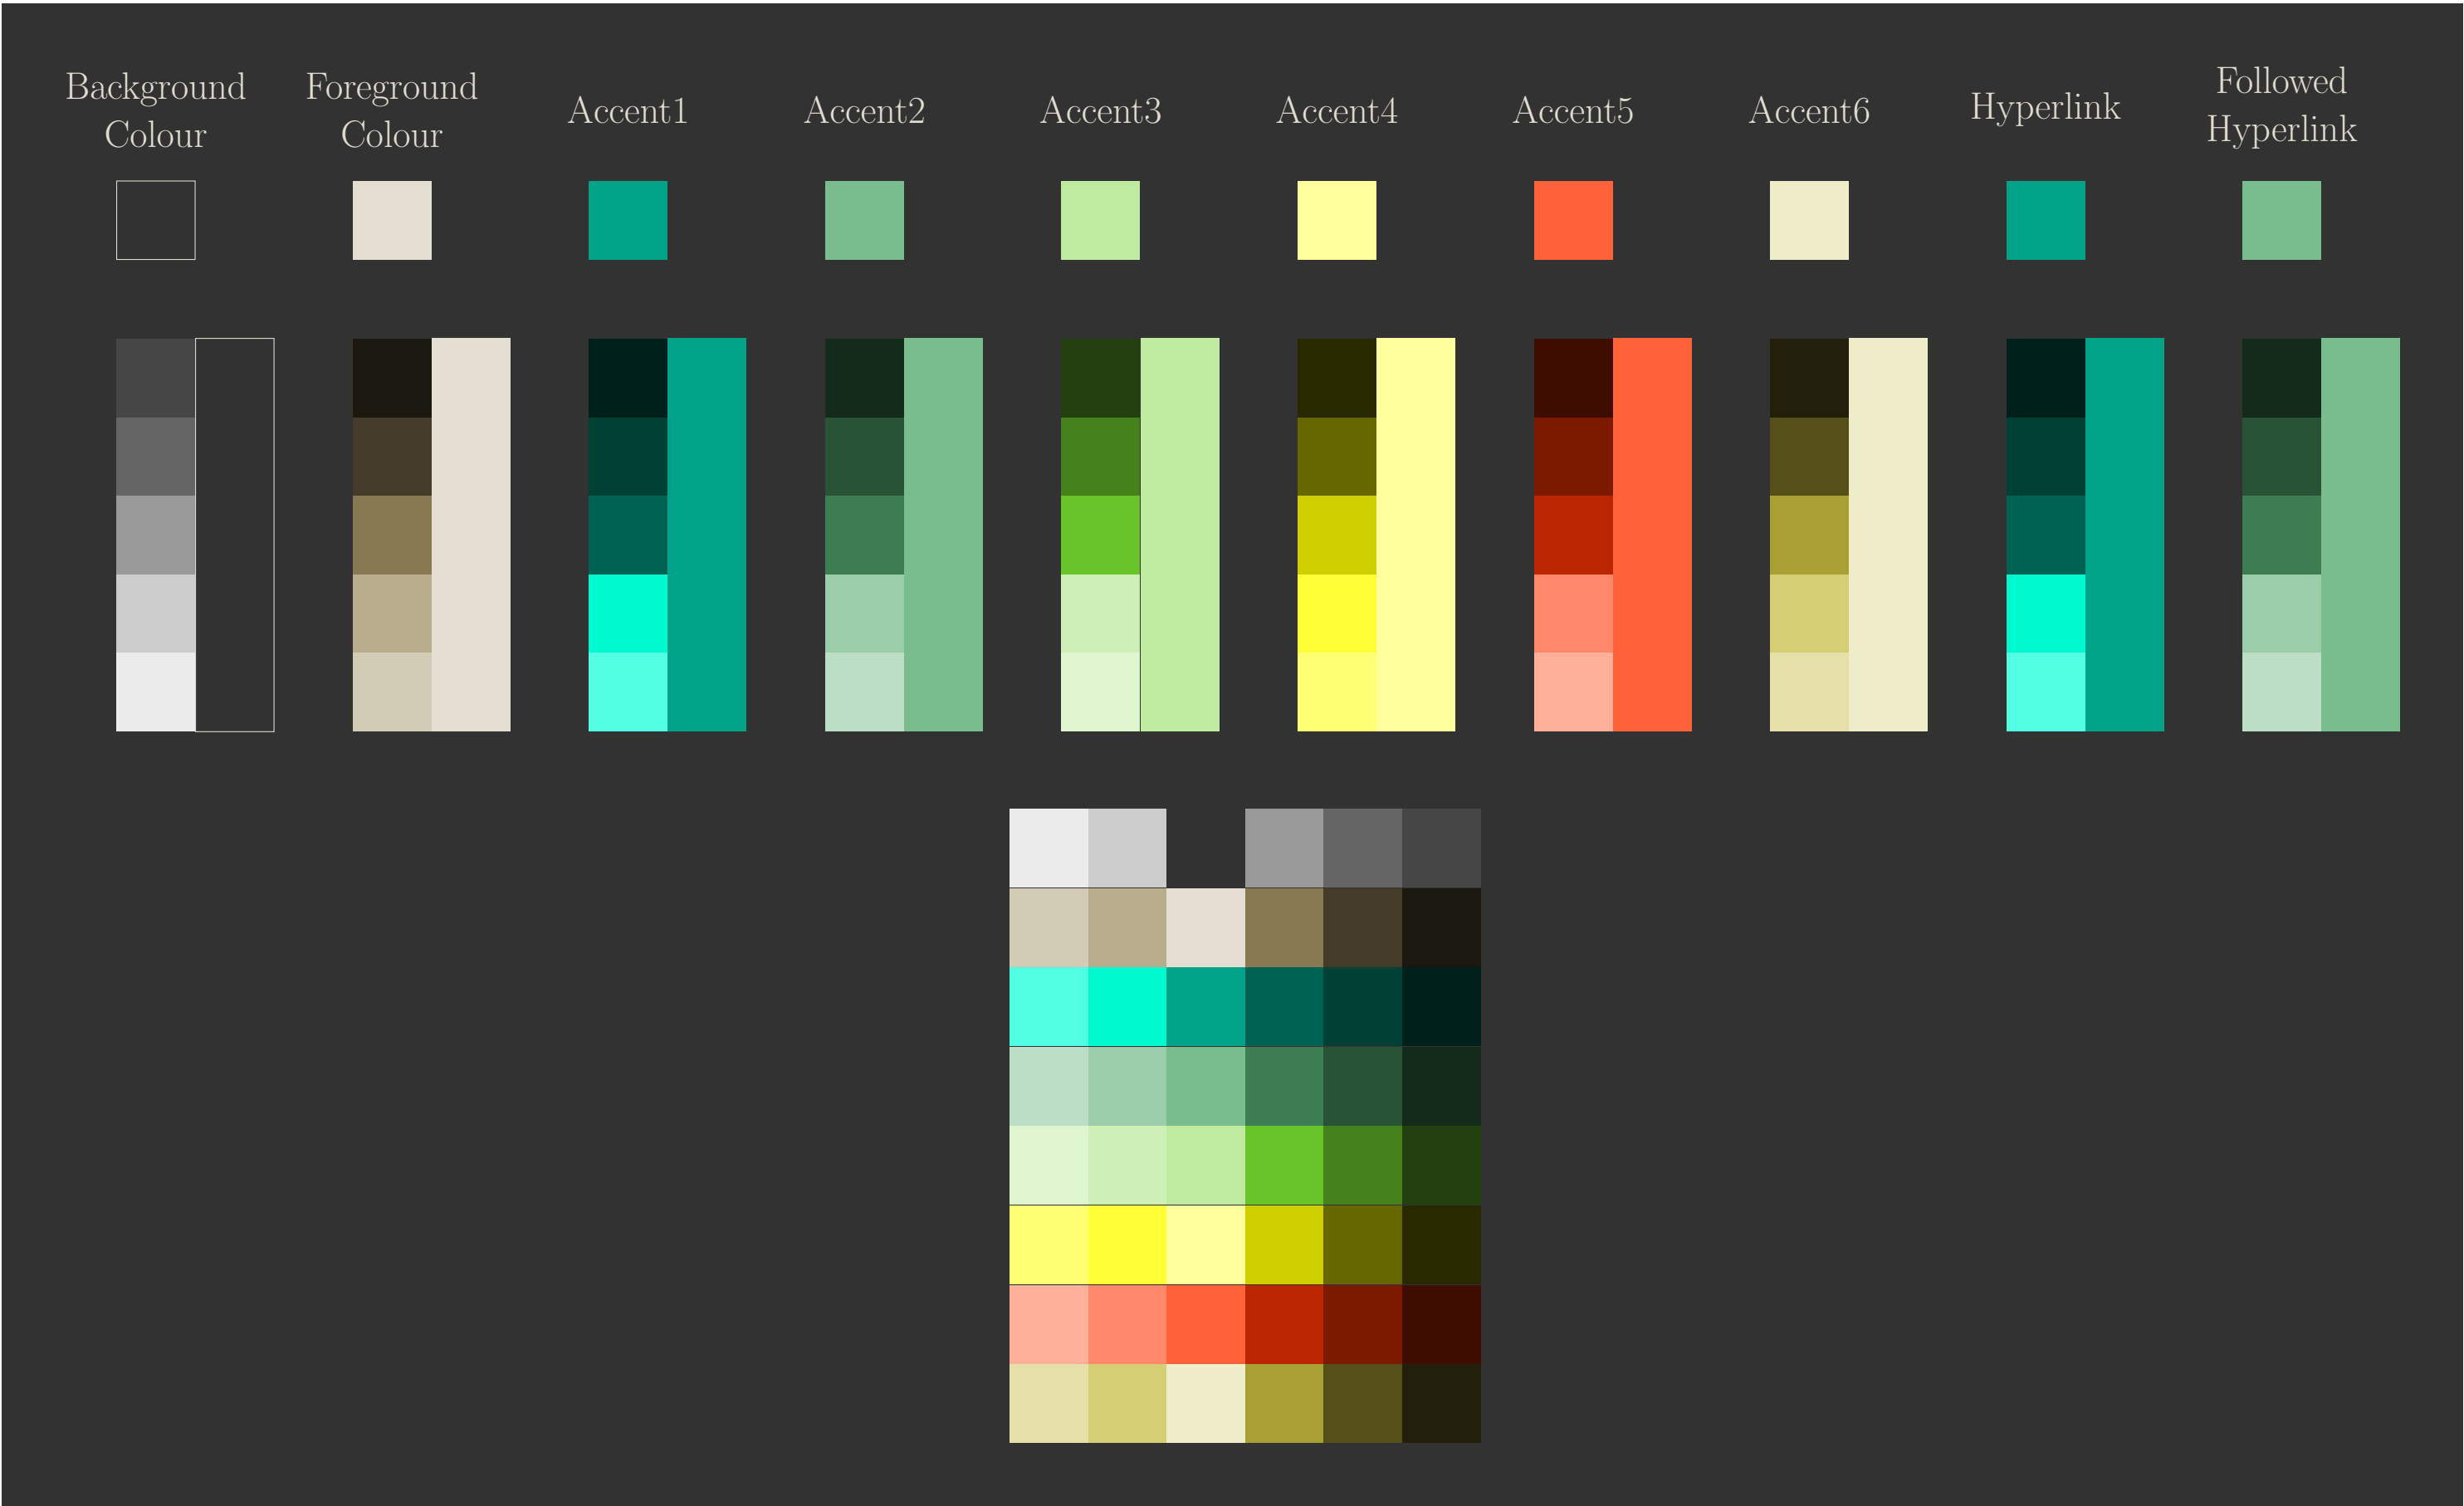 Background
Colour
Foreground
Colour
Accent1
Accent2
Accent3
Accent4
Accent5
Accent6
Hyperlink
Followed
Hyperlink